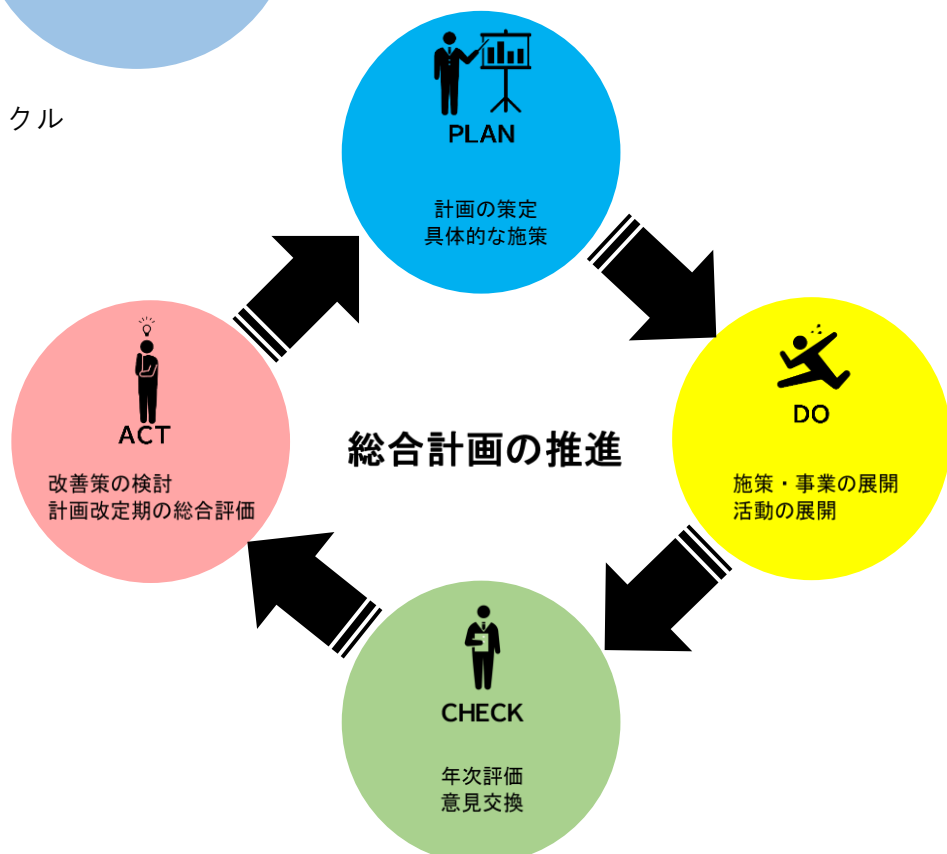 クル
PLAN
計画の策定
具体的な施策
DO
施策・事業の展開
活動の展開
CHECK
年次評価
意見交換
ACT
改善策の検討
計画改定期の総合評価
総合計画の推進